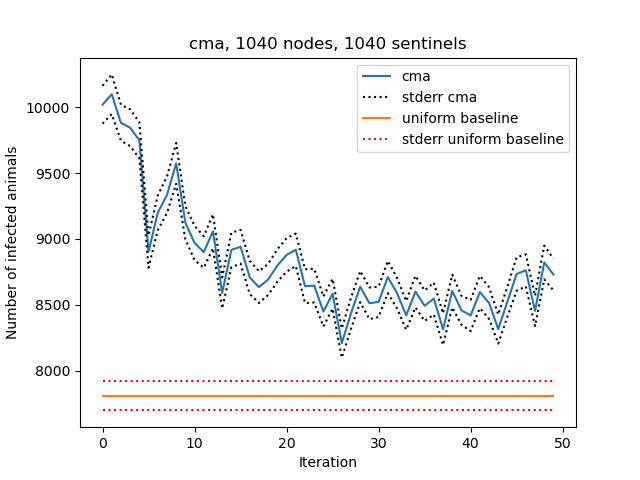 cma, 1040 nodes, 1040 sentinels
cma
stderr cma
uniform baseline
stderr uniform baseline
Number of infected animals
10000
9500
9000
8500
8000
0 10 20 30 40 50
Iteration